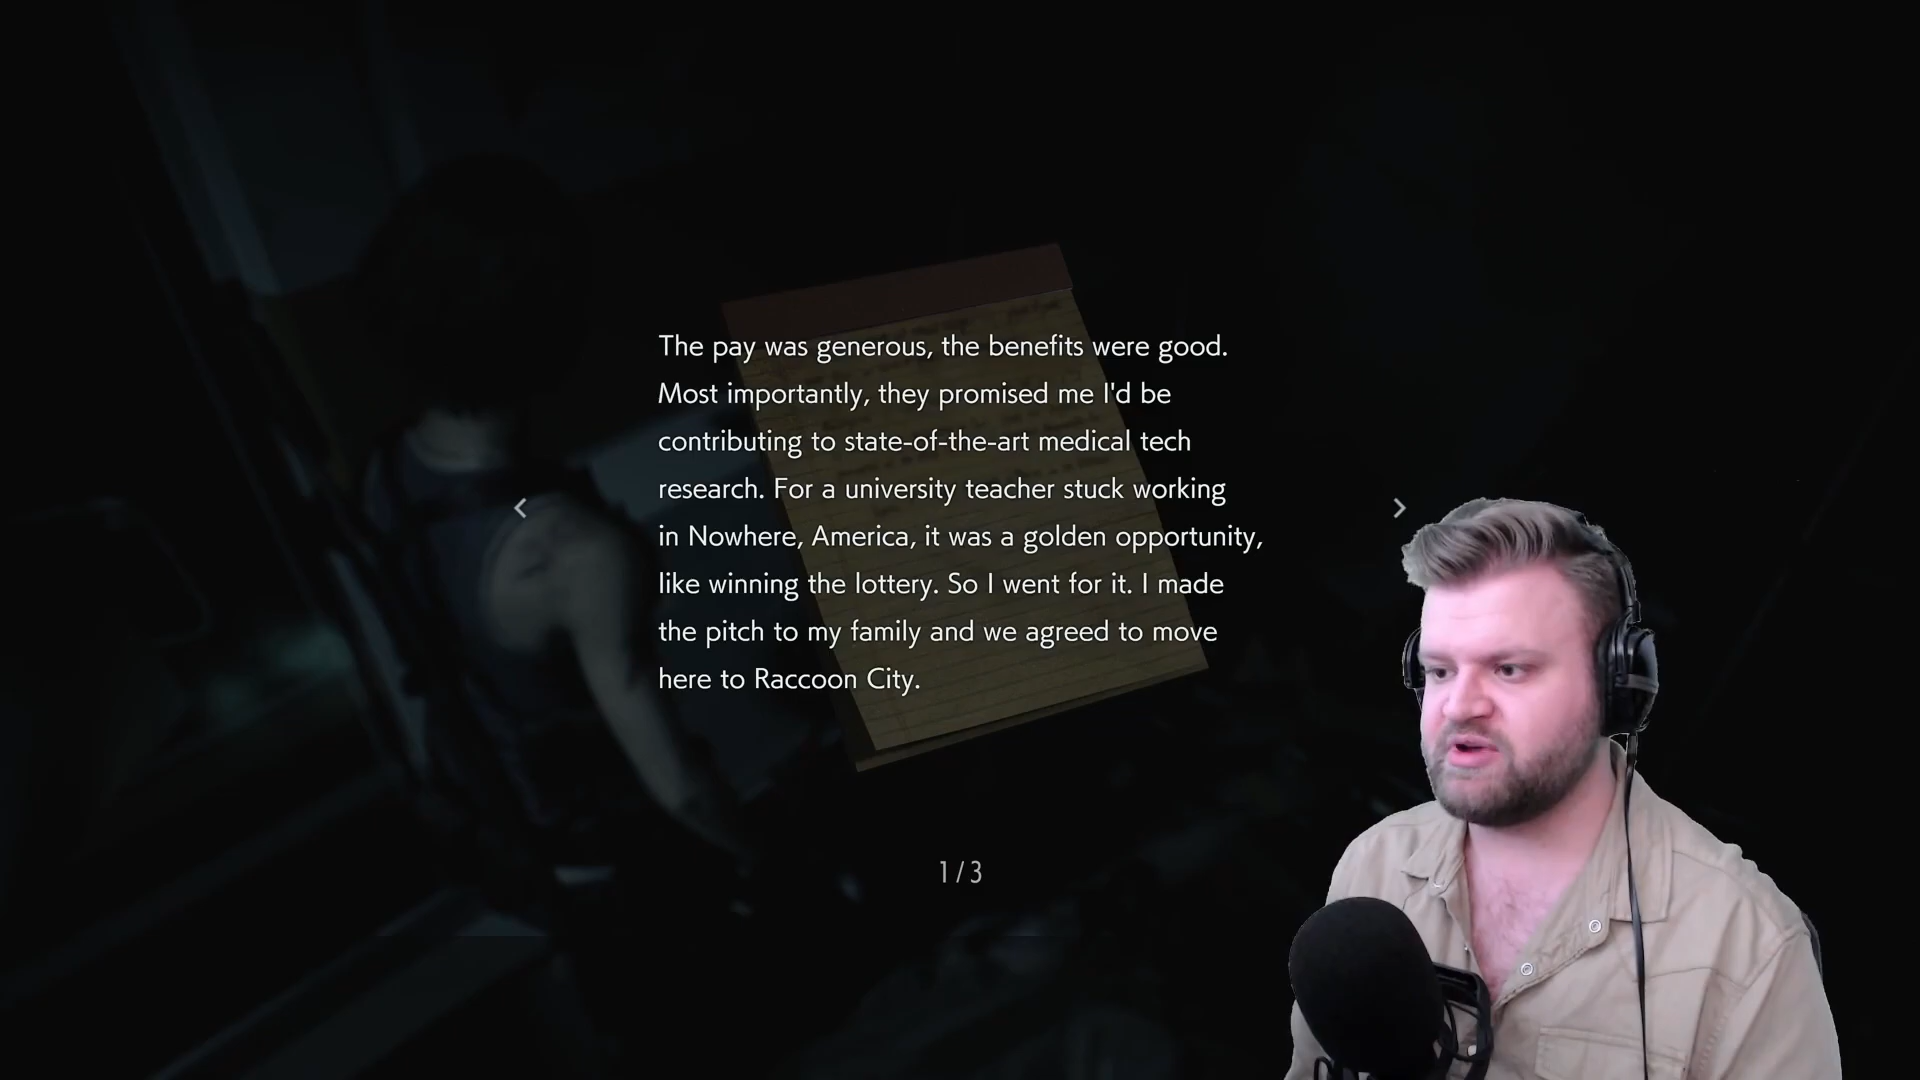 The pay was generous, the benefits were good.
Most importantly, they promised me I'd be
contributing to state-of-the-art medical tech
research. For a university teacher stuck working
in Nowhere, America, it was a golden opportunity,
like winning the lottery. So I went for it. I made
the pitch to my family and we agreed to move
here to Raccoon City.
1/3